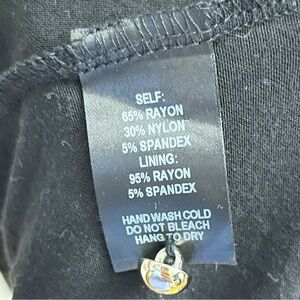 SELF:
65% RAYON
30% NYLON
5% SPANDEX
LINING:
95% RAYON
5% SPANDEX
HAND WASH COLD
DO NOT BLEACH
HANG TO DRY